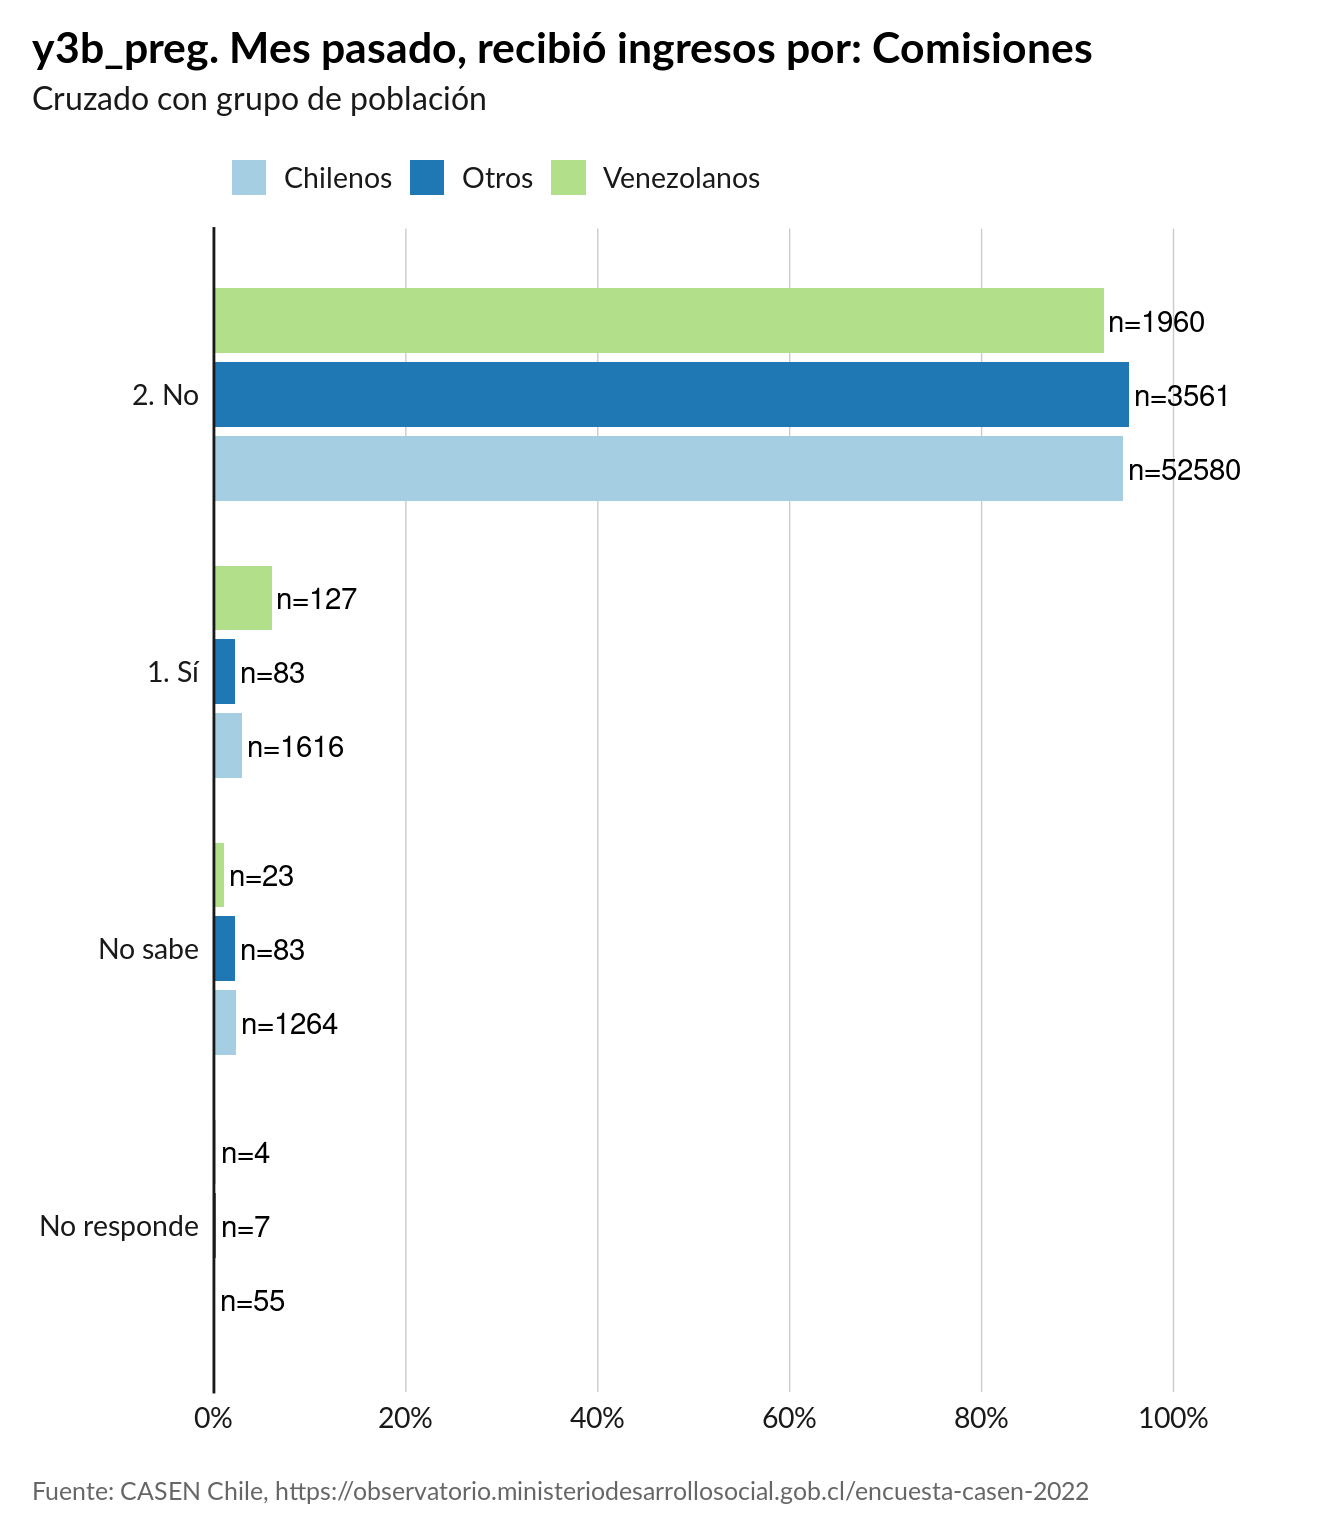 y3b_preg. Mes pasado, recibió ingresos por: Comisiones
Cruzado con grupo de población
Chilenos Otros Venezolanos
n=1960
2. No n=3561
n=52580
n=127
1. Sí n=83
n=1616
n=23
No sabe n=83
n=1264
n=4
No responde n=7
n=55
0% 20% 40% 60% 80% 100%
Fuente: CASEN Chile, https://observatorio.ministeriodesarrollosocial.gob.cl/encuesta-casen-2022